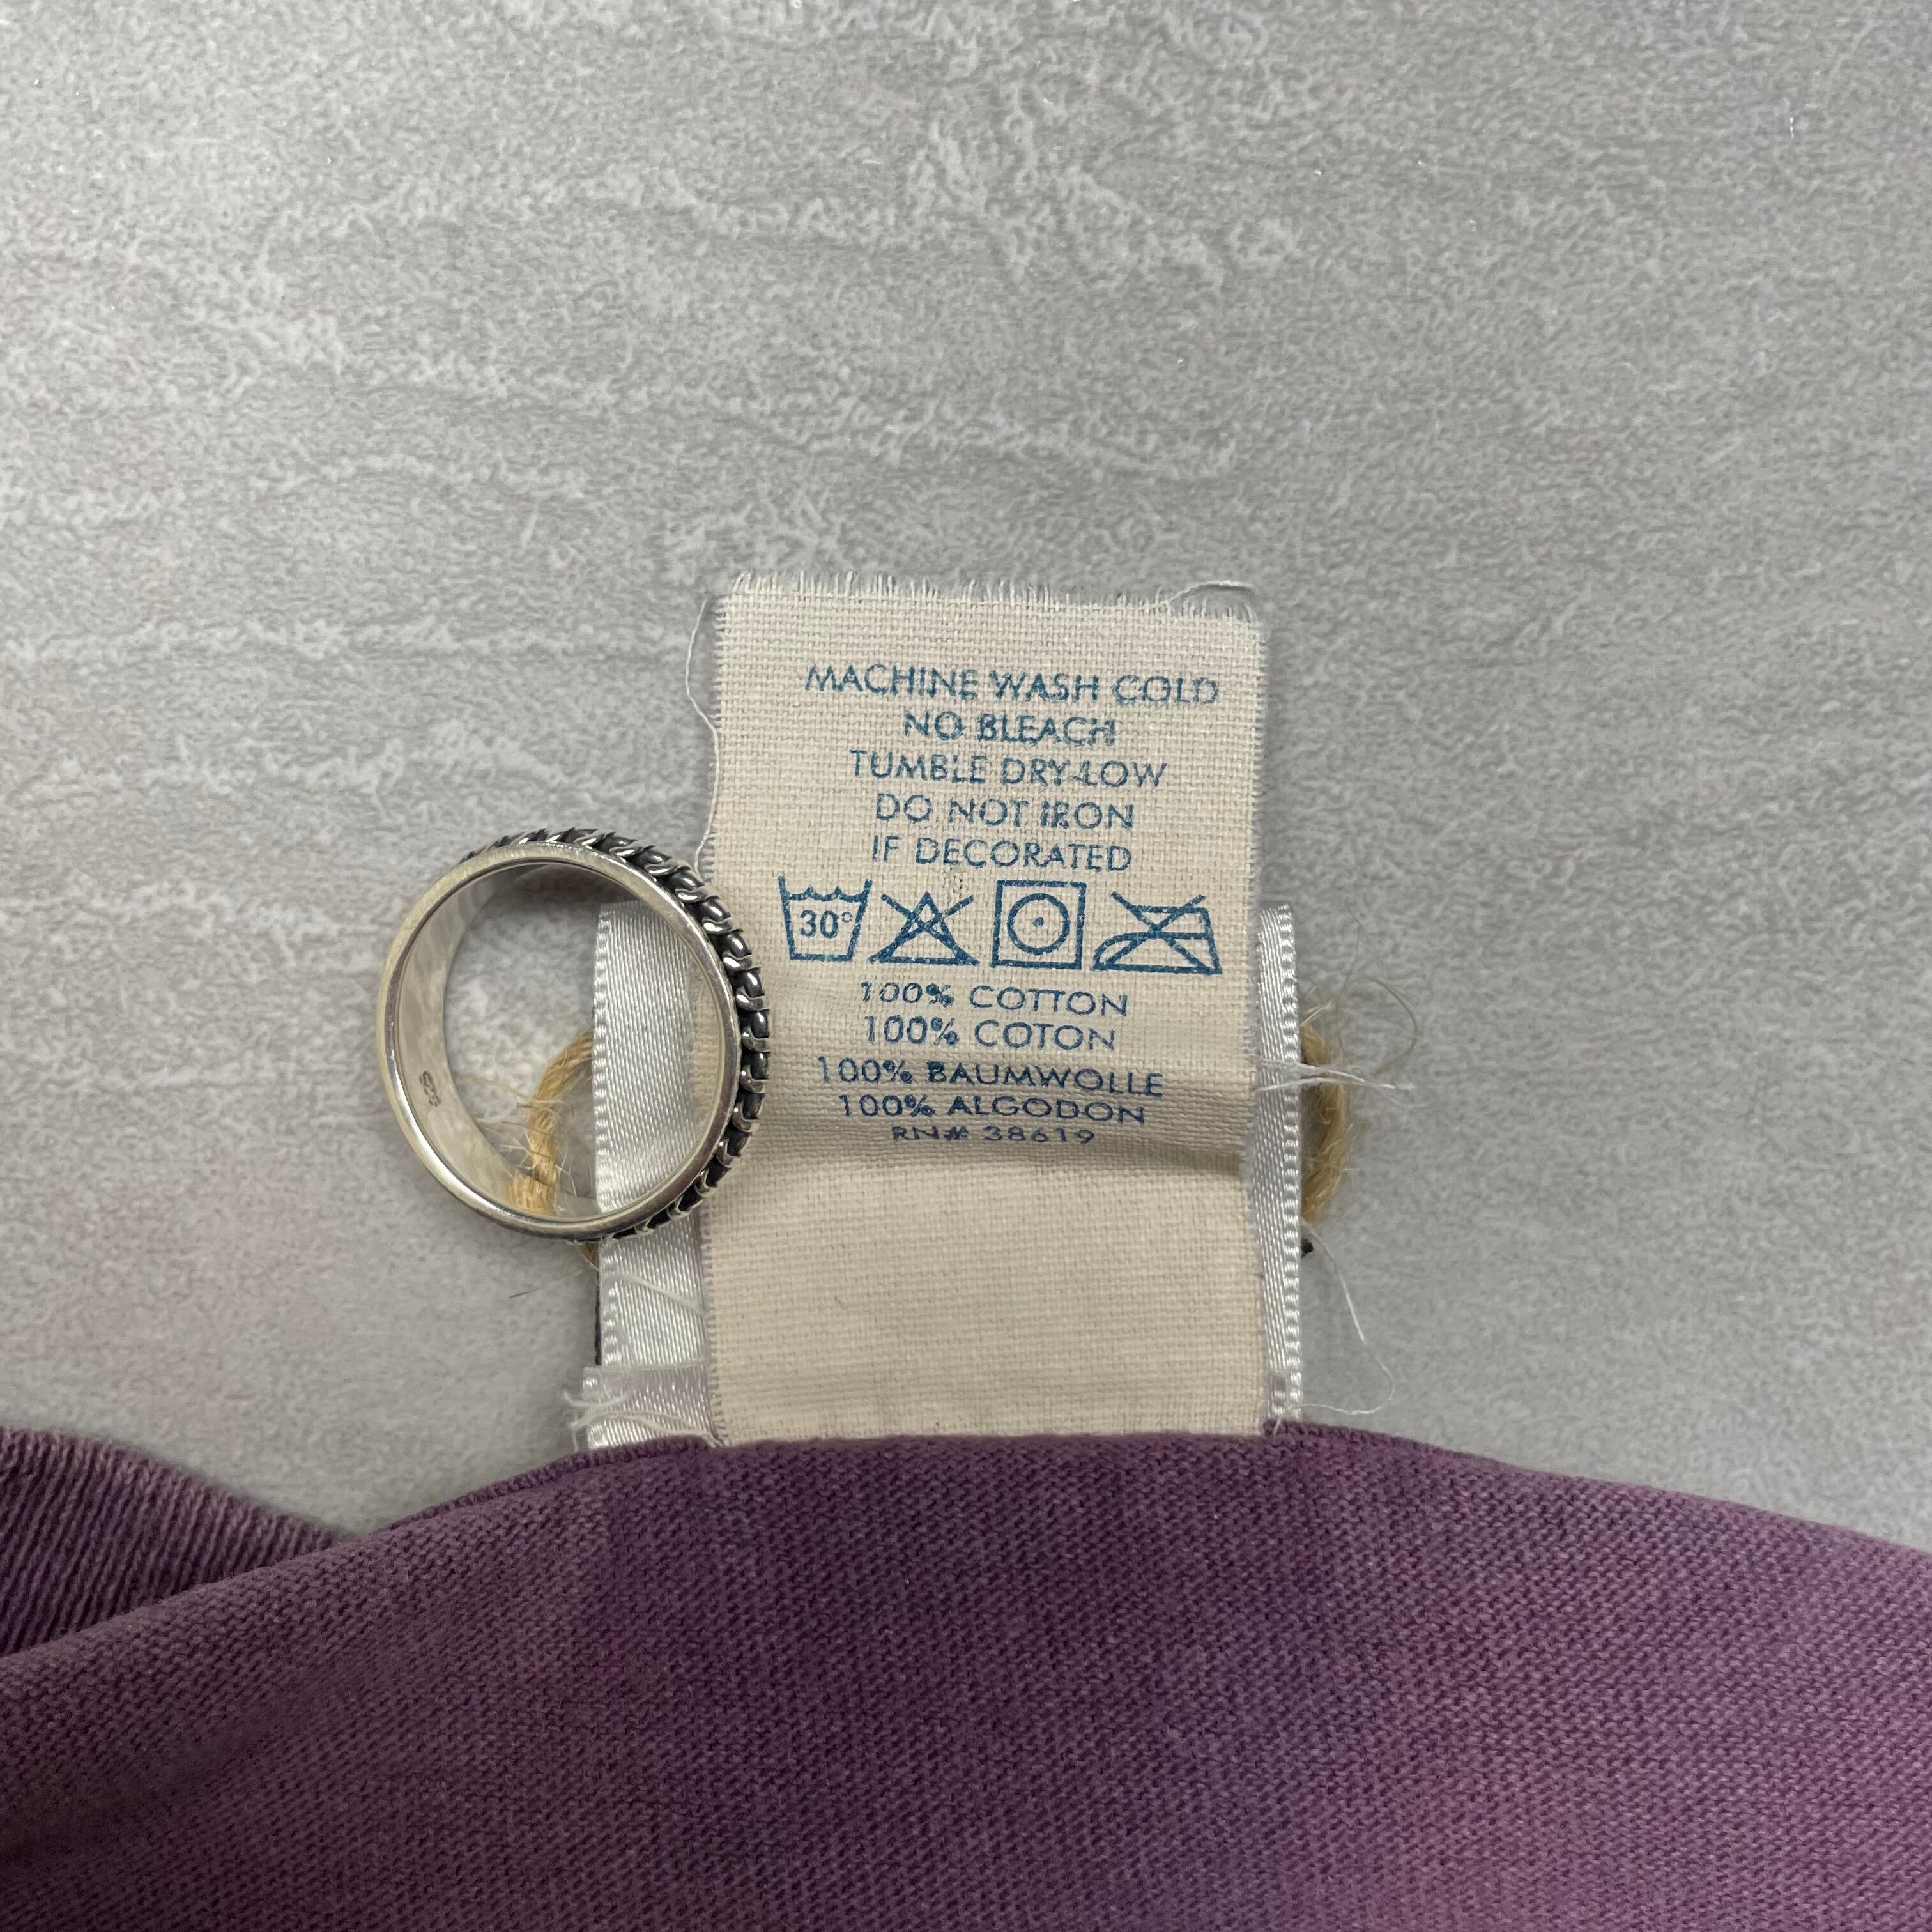 MACHINE WASH COLD
NO BLEACH
TUMBLE DRY-LOW
DO NOT IRON
IF DECORATED
30°
100% COTTON
100% COTON
100% BAUMWOLLE
100% ALGODON
RN# 38619
925